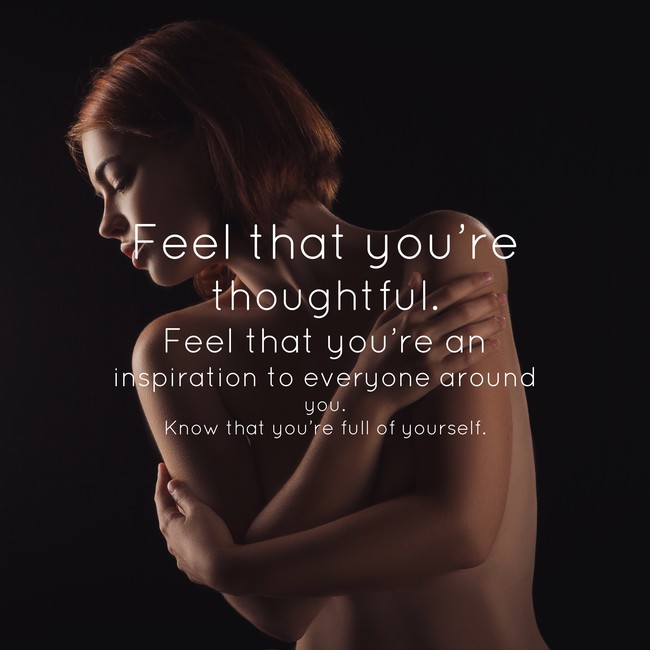 Feel that you’re
thoughtful.
Feel that you’re an
inspiration to everyone around
you.
Know that you’re full of yourself.